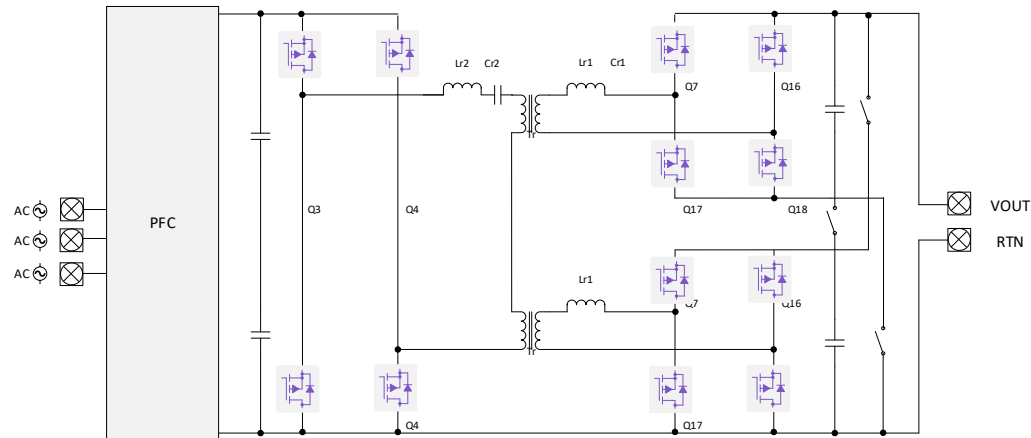 Lr2 Cr2
Lr1 Cr1
Q7
Q16
AC
AC
AC
PFC
Q3
Q4
Q17
Q18
VOUT
RTN
Lr1
Q7
Q16
Q4
Q17